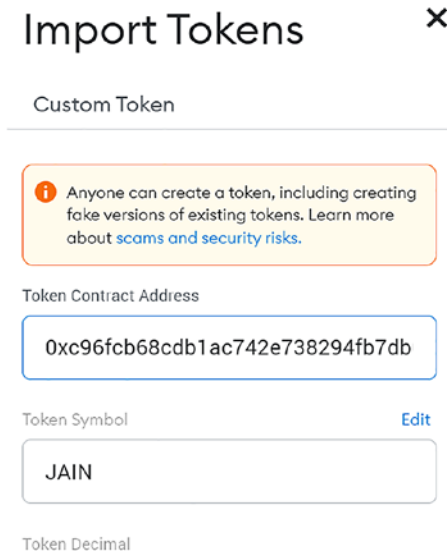 Import Tokens
Custom Token
Anyone can create a token, including creating
fake versions of existing tokens. Learn more
about scams and security risks.
Token Contract Address
0xc96fcb68cdb1ac742e738294fb7db
Token Symbol
Edit
JAIN
Token Decimal